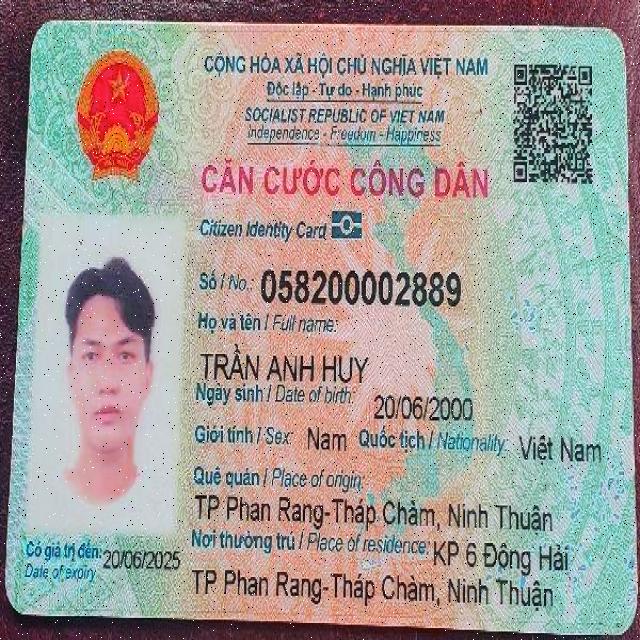 CỘNG HÒA XÃ HỘI CHỦ NGHĨA VIỆT NAM
Độc lập - Tự do - Hạnh phúc
SOCIALIST REPUBLIC OF VIET NAM
Independence - Freedom - Happiness
CĂN CƯỚC CÔNG DÂN
Citizen Identity Card
Số / No.: 058200002889
Họ và tên / Full name:
TRẦN ANH HUY
Ngày sinh / Date of birth: 20/06/2000
Giới tính / Sex: Nam Quốc tịch / Nationality: Việt Nam
Quê quán / Place of origin:
TP Phan Rang-Tháp Chàm, Ninh Thuận
Nơi thường trú / Place of residence: KP 6 Đông Hải
TP Phan Rang-Tháp Chàm, Ninh Thuận
Có giá trị đến: 20/06/2025
Date of expiry